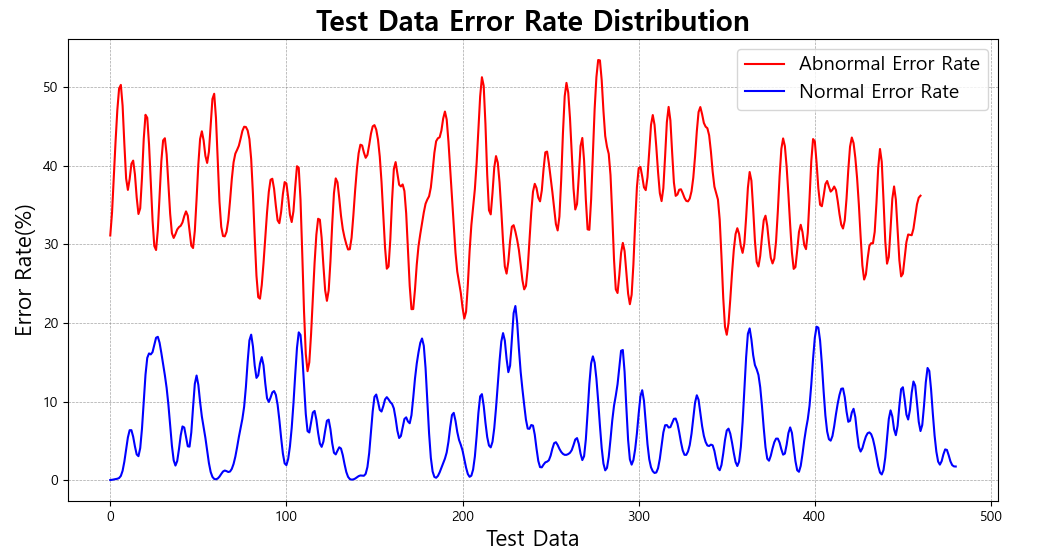 Test Data Error Rate Distribution
Abnormal Error Rate
Normal Error Rate
Error Rate(%)
50
40
30
20
10
0
0 100 200 300 400 500
Test Data